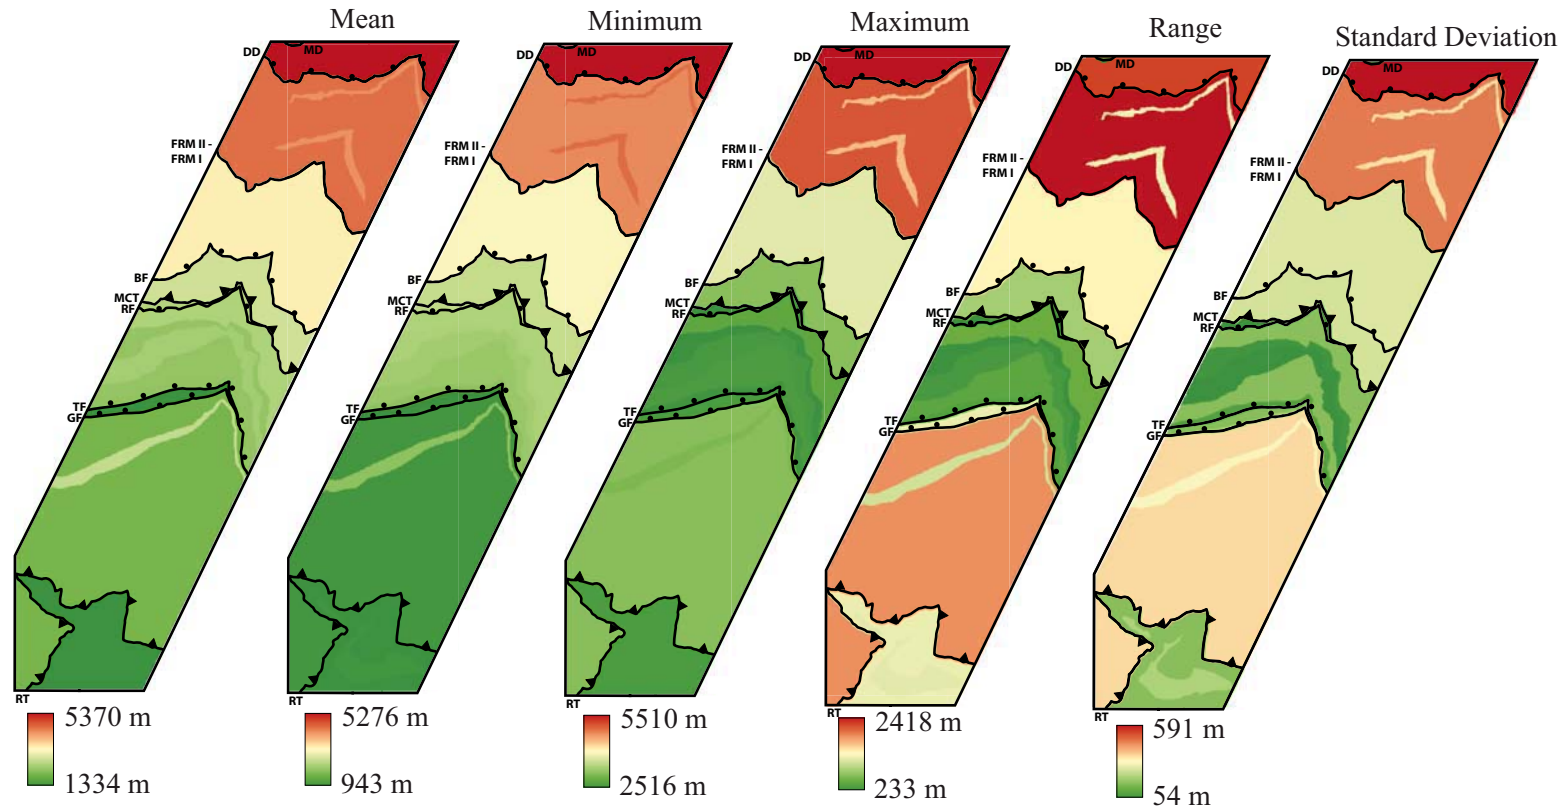 Mean
Minimum
Maximum
Range
Standard Deviation
DD
MD
FRM II -
FRM I
BF
MCT
RF
TF
GF
RT
5370 m
1334 m
DD
MD
FRM II -
FRM I
BF
MCT
RF
TF
GF
RT
5276 m
943 m
DD
MD
FRM II -
FRM I
BF
MCT
RF
TF
GF
RT
5510 m
2516 m
DD
MD
FRM II -
FRM I
BF
MCT
RF
TF
GF
RT
2418 m
233 m
DD
MD
FRM II -
FRM I
BF
MCT
RF
TF
GF
RT
591 m
54 m